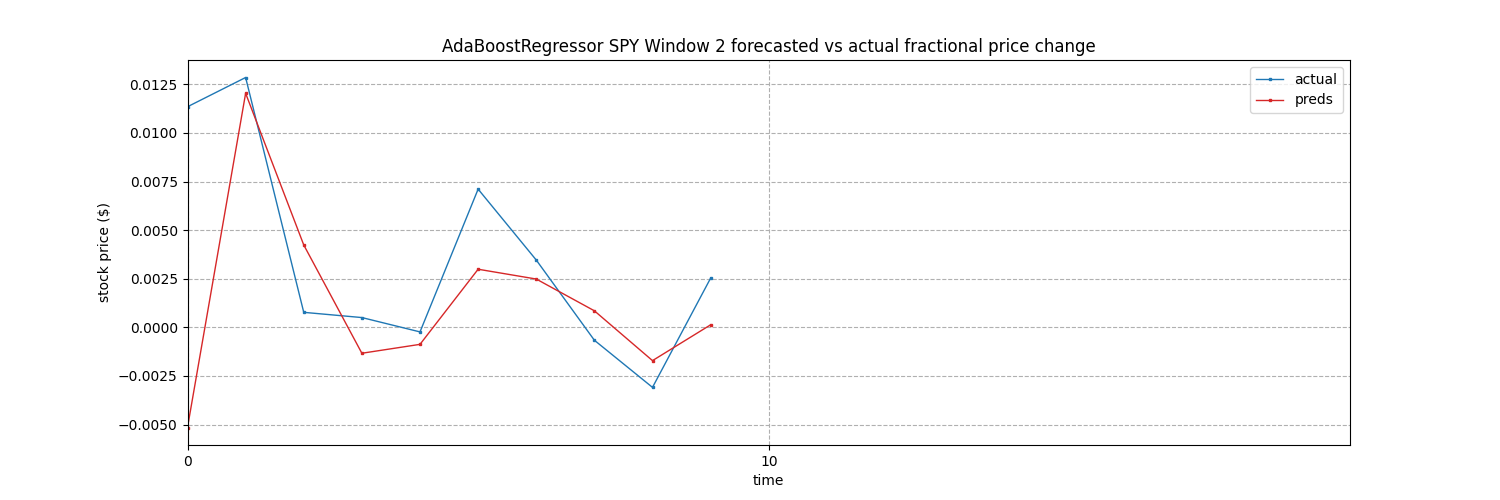 AdaBoostRegressor SPY Window 2 forecasted vs actual fractional price change
actual
preds
stock price ($)
0.0125
0.0100
0.0075
0.0050
0.0025
0.0000
−0.0025
−0.0050
0
10
time